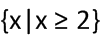 {x|x ≥ 2}